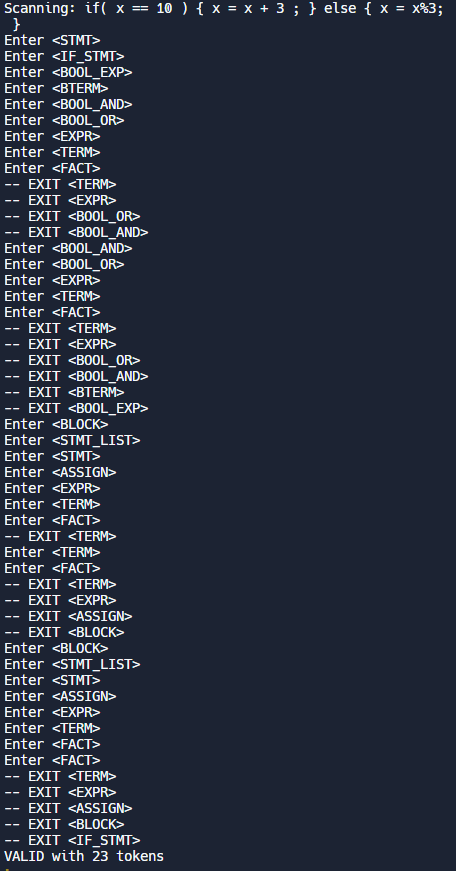 Scanning: if( x == 10 ) { x = x + 3 ; } else { x = x%3;
}
Enter <STMT>
Enter <IF_STMT>
Enter <BOOL_EXP>
Enter <BTERM>
Enter <BOOL_AND>
Enter <BOOL_OR>
Enter <EXPR>
Enter <TERM>
Enter <FACT>
-- EXIT <TERM>
-- EXIT <EXPR>
-- EXIT <BOOL_OR>
-- EXIT <BOOL_AND>
Enter <BOOL_AND>
Enter <BOOL_OR>
Enter <EXPR>
Enter <TERM>
Enter <FACT>
-- EXIT <TERM>
-- EXIT <EXPR>
-- EXIT <BOOL_OR>
-- EXIT <BOOL_AND>
-- EXIT <BTERM>
-- EXIT <BOOL_EXP>
Enter <BLOCK>
Enter <STMT_LIST>
Enter <STMT>
Enter <ASSIGN>
Enter <EXPR>
Enter <TERM>
Enter <FACT>
-- EXIT <TERM>
Enter <TERM>
Enter <FACT>
-- EXIT <TERM>
-- EXIT <EXPR>
-- EXIT <ASSIGN>
-- EXIT <BLOCK>
Enter <BLOCK>
Enter <STMT_LIST>
Enter <STMT>
Enter <ASSIGN>
Enter <EXPR>
Enter <TERM>
Enter <FACT>
Enter <FACT>
-- EXIT <TERM>
-- EXIT <EXPR>
-- EXIT <ASSIGN>
-- EXIT <BLOCK>
-- EXIT <IF_STMT>
VALID with 23 tokens